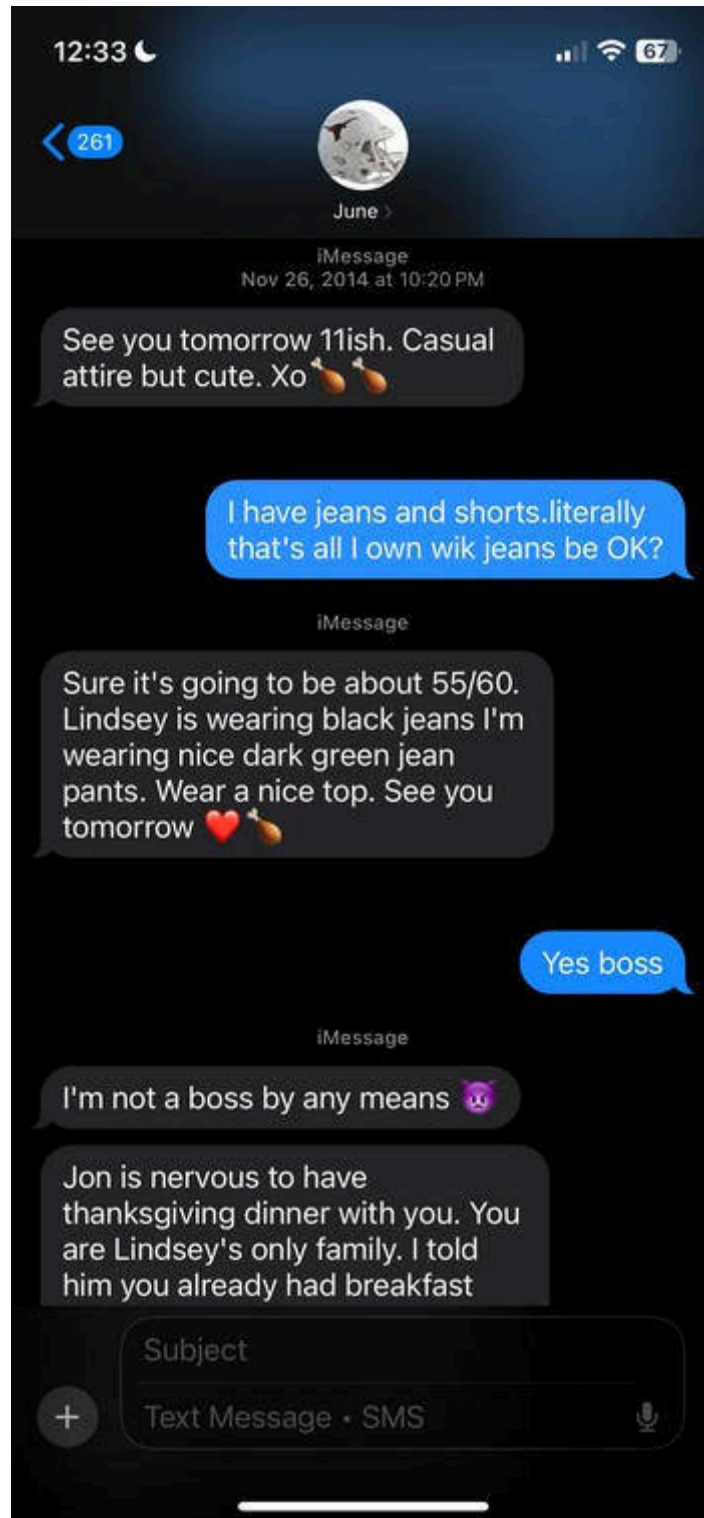 12:33
67
261
June
iMessage
Nov 26, 2014 at 10:20 PM
See you tomorrow 11ish. Casual
attire but cute. Xo🍗🍗
I have jeans and shorts.literally
that's all I own wik jeans be OK?
iMessage
Sure it's going to be about 55/60.
Lindsey is wearing black jeans I'm
wearing nice dark green jean
pants. Wear a nice top. See you
tomorrow ❤️🍗
Yes boss
iMessage
I'm not a boss by any means 👿
Jon is nervous to have
thanksgiving dinner with you. You
are Lindsey's only family. I told
him you already had breakfast
Subject
Text Message • SMS